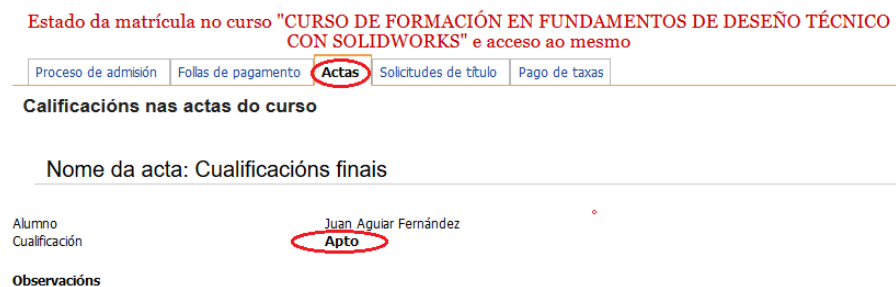 Estado da matrícula no curso "CURSO DE FORMACIÓN EN FUNDAMENTOS DE DESEÑO TÉCNICO
CON SOLIDWORKS" e acceso ao mesmo
Proceso de admisión Follas de pagamento Actas Solicitudes de título Pago de taxas
Calificacións nas actas do curso
Nome da acta: Cualificacións finais
Alumno Juan Aguiar Fernández
Cualificación Apto
Observacións